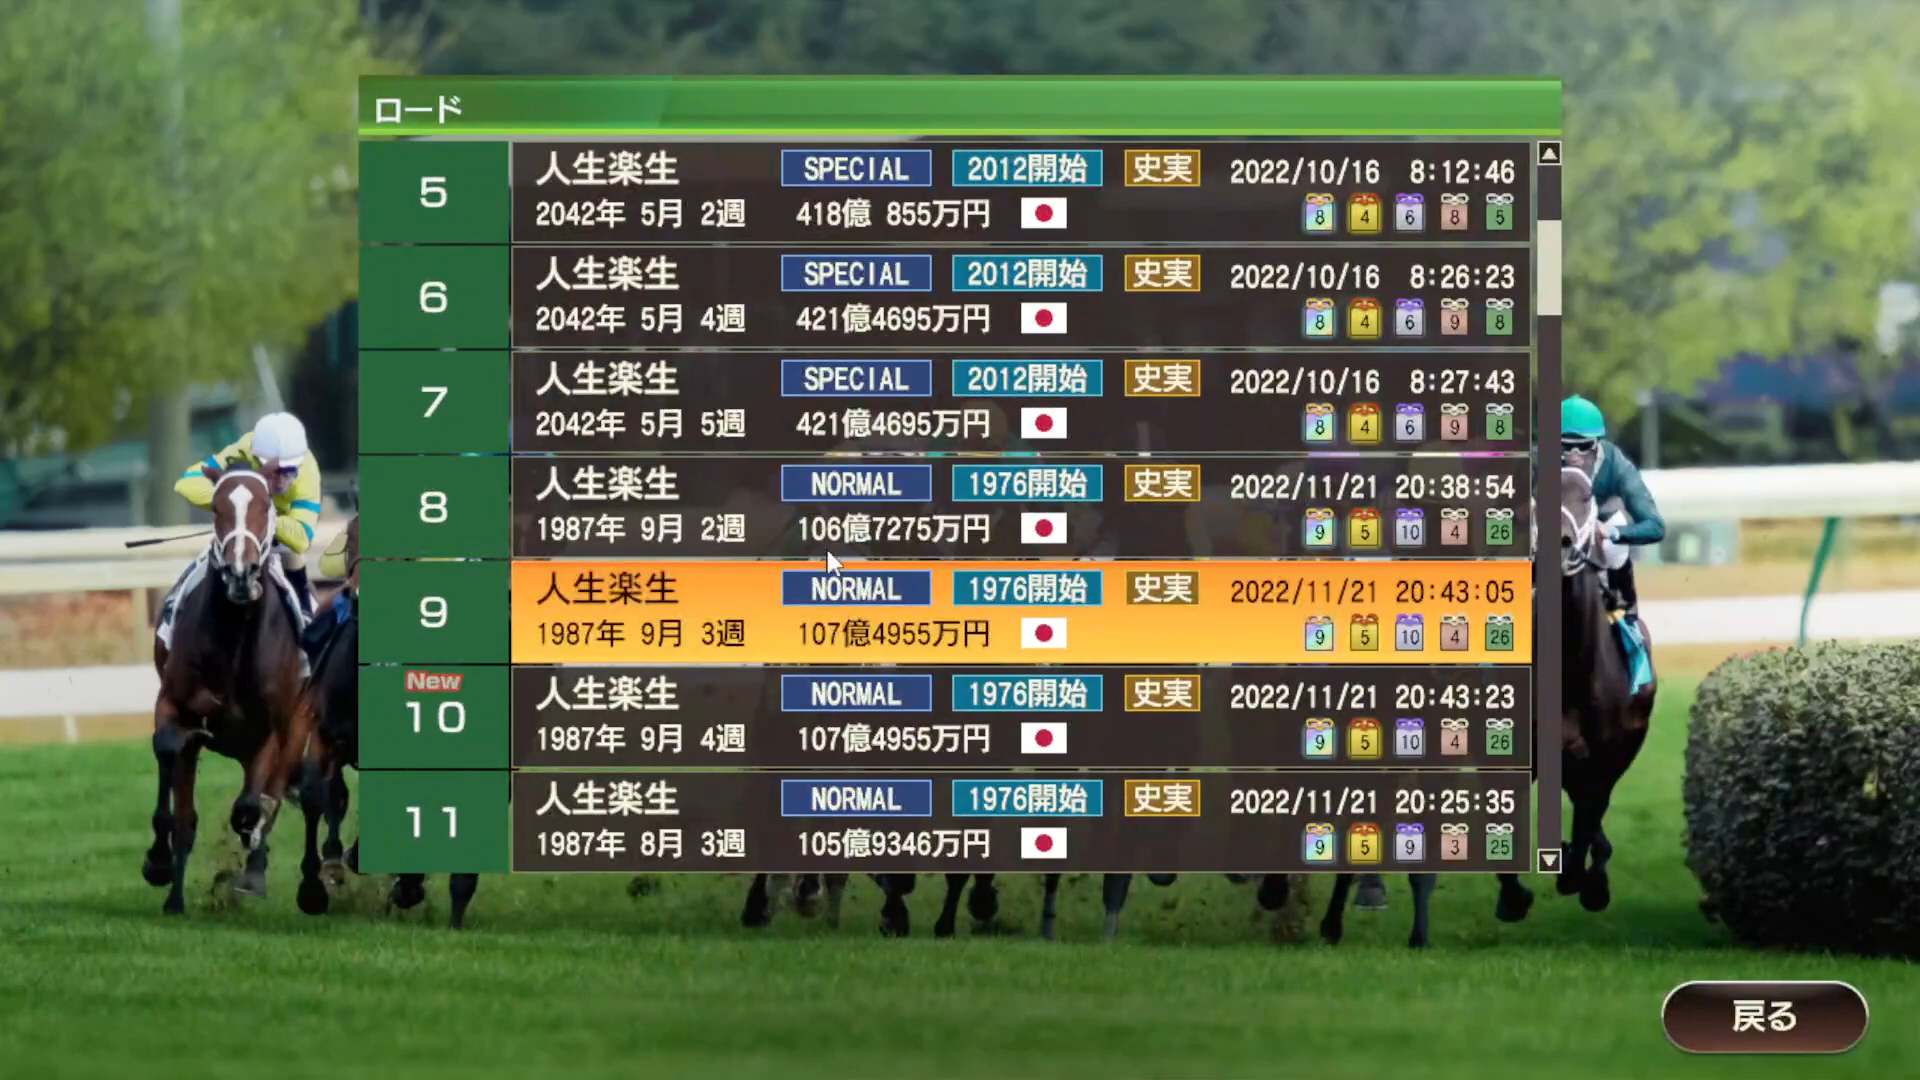 ロード
5 人生楽生 SPECIAL 2012開始 史実 2022/10/16 8:12:46
2042年 5月 2週 418億 855万円 8 4 6 8 5
6 人生楽生 SPECIAL 2012開始 史実 2022/10/16 8:26:23
2042年 5月 4週 421億4695万円 8 4 6 9 8
7 人生楽生 SPECIAL 2012開始 史実 2022/10/16 8:27:43
2042年 5月 5週 421億4695万円 8 4 6 9 8
8 人生楽生 NORMAL 1976開始 史実 2022/11/21 20:38:54
1987年 9月 2週 106億7275万円 9 5 10 4 26
9 人生楽生 NORMAL 1976開始 史実 2022/11/21 20:43:05
1987年 9月 3週 107億4955万円 9 5 10 4 26
New
10 人生楽生 NORMAL 1976開始 史実 2022/11/21 20:43:23
1987年 9月 4週 107億4955万円 9 5 10 4 26
11 人生楽生 NORMAL 1976開始 史実 2022/11/21 20:25:35
1987年 8月 3週 105億9346万円 9 5 9 3 25
戻る